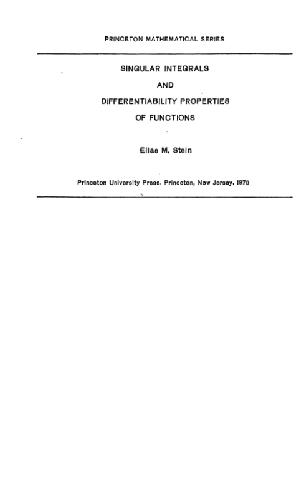 PRINCETON MATHEMATICAL SERIES
SINGULAR INTEGRALS
AND
DIFFERENTIABILITY PROPERTIES
OF FUNCTIONS
Elias M. Stein
Princeton University Press, Princeton, New Jersey, 1970